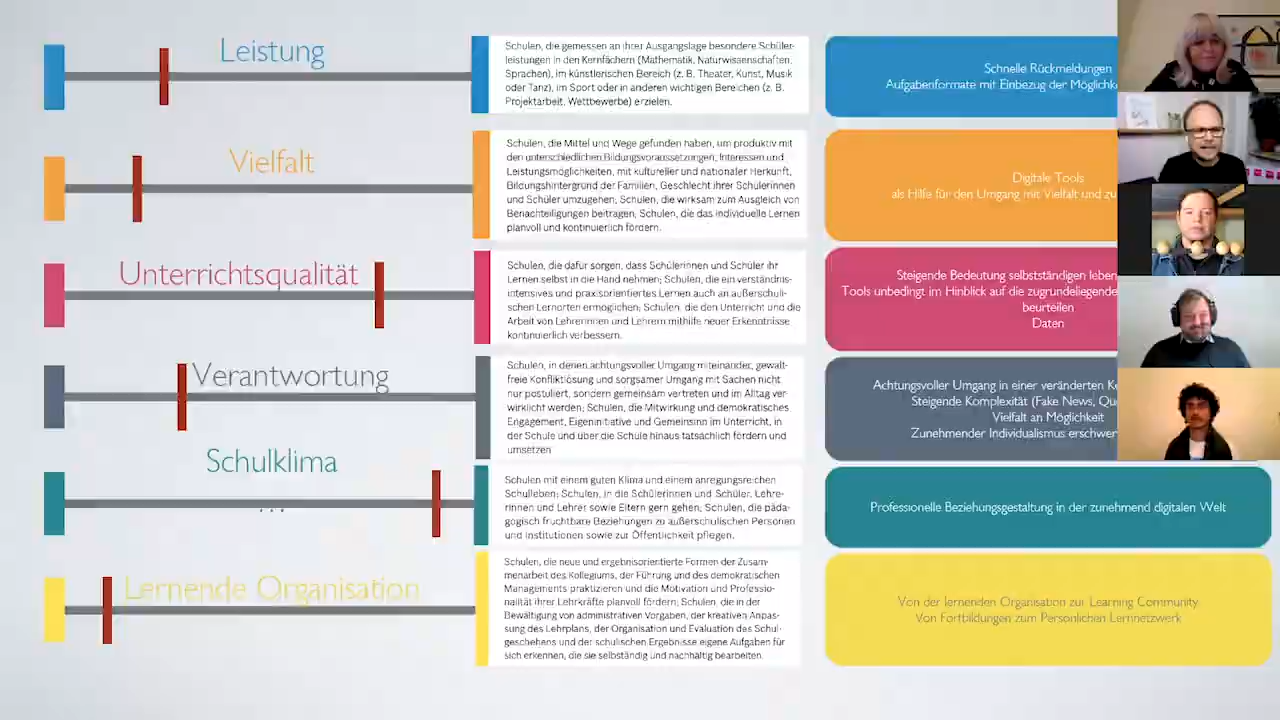 Leistung
Schulen, die gemessen an ihrer Ausgangslage besondere Schüler-
leistungen in den Kernfächern (Mathematik, Naturwissenschaften,
Sprachen), im künstlerischen Bereich (z. B. Theater, Kunst, Musik
oder Tanz), im Sport oder in anderen wichtigen Bereichen (z. B.
Projektarbeit, Wettbewerbe) erzielen.
Schnelle Rückmeldungen
Aufgabenformate mit Einbezug der
Vielfalt
Schulen, die Mittel und Wege gefunden haben, um produktiv mit
den unterschiedlichen Bildungsvoraussetzungen, Interessen und
Leistungsmöglichkeiten, mit kultureller und nationaler Herkunft,
Bildungshintergrund der Familien, Geschlecht ihrer Schülerinnen
und Schüler umzugehen; Schulen, die wirksam zum Ausgleich von
Benachteiligungen beitragen; Schulen, die das individuelle Lernen
planvoll und kontinuierlich fördern.
Digitale Tools
als Hilfe für den Umgang mit Vielfalt und
Unterrichtsqualität
Schulen, die dafür sorgen, dass Schülerinnen und Schüler ihr
Lernen selbst in die Hand nehmen; Schulen, die ein verständnis-
intensives und praxisorientiertes Lernen auch an außerschuli-
schen Lernorten ermöglichen; Schulen, die den Unterricht und die
Arbeit von Lehrerinnen und Lehrern mithilfe neuer Erkenntnisse
kontinuierlich verbessern.
Steigende Bedeutung selbstständigen
Tools unbedingt im Hinblick auf die
beurteilen
Daten
Verantwortung
Schulen, in denen achtungsvoller Umgang miteinander, gewalt-
freie Konfliktlösung und sorgsamer Umgang mit Sachen nicht
nur postuliert, sondern gemeinsam vertreten und im Alltag ver-
wirklicht werden; Schulen, die Mitwirkung und demokratisches
Engagement, Eigeninitiative und Gemeinsinn im Unterricht, in
der Schule und über die Schule hinaus tatsächlich fördern und
umsetzen
Achtungsvoller Umgang in einer veränderten
Steigende Komplexität (Fake News,
Vielfalt an Möglichkeit
Zunehmender Individualismus
Schulklima
...
Schulen mit einem guten Klima und einem anregungsreichen
Schulleben; Schulen, in die Schülerinnen und Schüler, Lehre-
rinnen und Lehrer sowie Eltern gern gehen; Schulen, die päda-
gogisch fruchtbare Beziehungen zu außerschulischen Personen
und Institutionen sowie zur Öffentlichkeit pflegen.
Professionelle Beziehungsgestaltung in der zunehmend digitalen Welt
Lernende Organisation
Schulen, die neue und ergebnisorientierte Formen der Zusam-
menarbeit des Kollegiums, der Führung und des demokratischen
Managements praktizieren und die Motivation und Professio-
nalität ihrer Lehrkräfte planvoll fördern; Schulen, die in der
Bewältigung von administrativen Vorgaben, der kreativen Anpas-
sung des Lehrplans, der Organisation und Evaluation des Schul-
geschehens und der schulischen Ergebnisse eigene Aufgaben für
sich erkennen, die sie selbständig und nachhaltig bearbeiten.
Von der lernenden Organisation zur Learning Community
Von Fortbildungen zum Persönlichen Lernnetzwerk